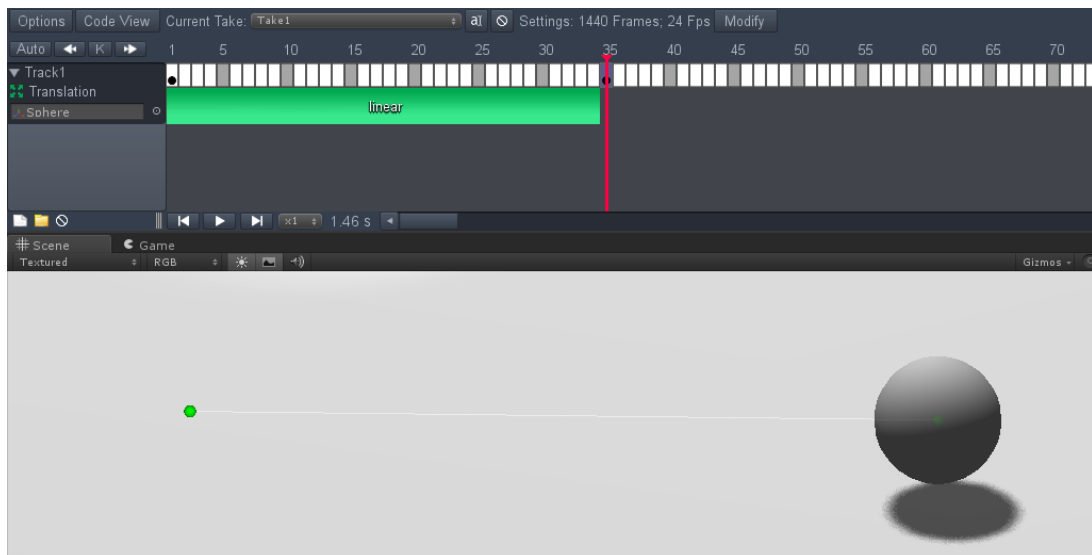 Options Code View Current Take: Take1 aI Settings: 1440 Frames; 24 Fps Modify
Auto K 1 5 10 15 20 25 30 35 40 45 50 55 60 65 70
Track1
Translation
Sphere
linear
x1 1.46 s
Scene Game
Textured RGB Gizmos